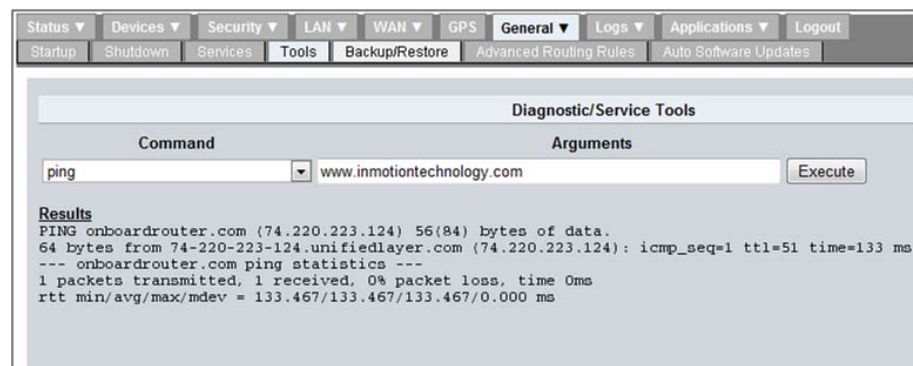 Status ▼ Devices ▼ Security ▼ LAN ▼ WAN ▼ GPS General ▼ Logs ▼ Applications ▼ Logout
Startup Shutdown Services Tools Backup/Restore Advanced Routing Rules Auto Software Updates
Diagnostic/Service Tools
Command Arguments
ping www.inmotiontechnology.com Execute
Results
PING onboardrouter.com (74.220.223.124) 56(84) bytes of data.
64 bytes from 74-220-223-124.unifiedlayer.com (74.220.223.124): icmp_seq=1 ttl=51 time=133 ms
--- onboardrouter.com ping statistics ---
1 packets transmitted, 1 received, 0% packet loss, time 0ms
rtt min/avg/max/mdev = 133.467/133.467/133.467/0.000 ms